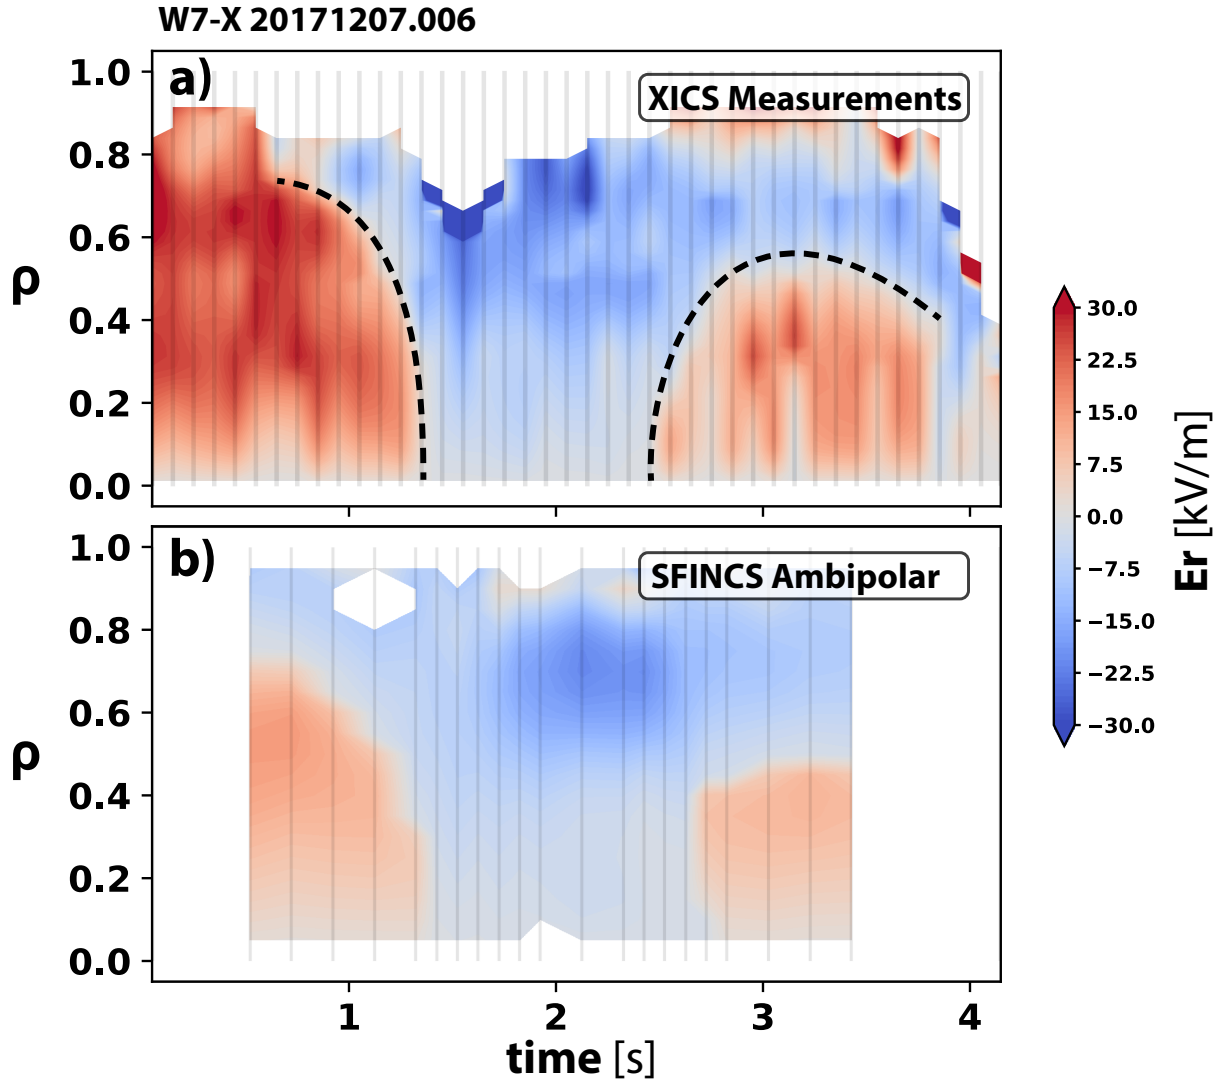 W7-X 20171207.006
a)
XICS Measurements
1.0
0.8
0.6
0.4
0.2
0.0
ρ
b)
SFINCS Ambipolar
1.0
0.8
0.6
0.4
0.2
0.0
ρ
1 2 3 4
time [s]
30.0
22.5
15.0
7.5
0.0
−7.5
−15.0
−22.5
−30.0
Er [kV/m]